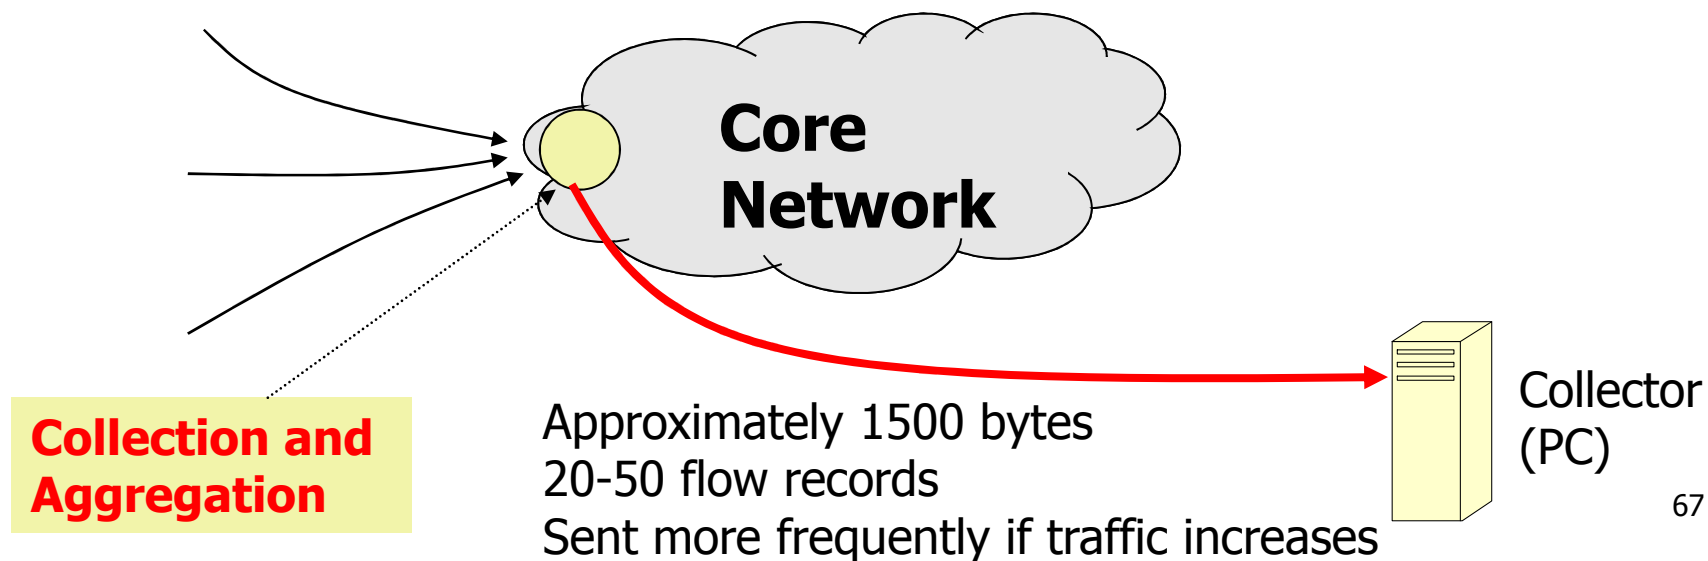 Core
Network
Collection and
Aggregation
Approximately 1500 bytes
20-50 flow records
Sent more frequently if traffic increases
Collector
(PC)
67